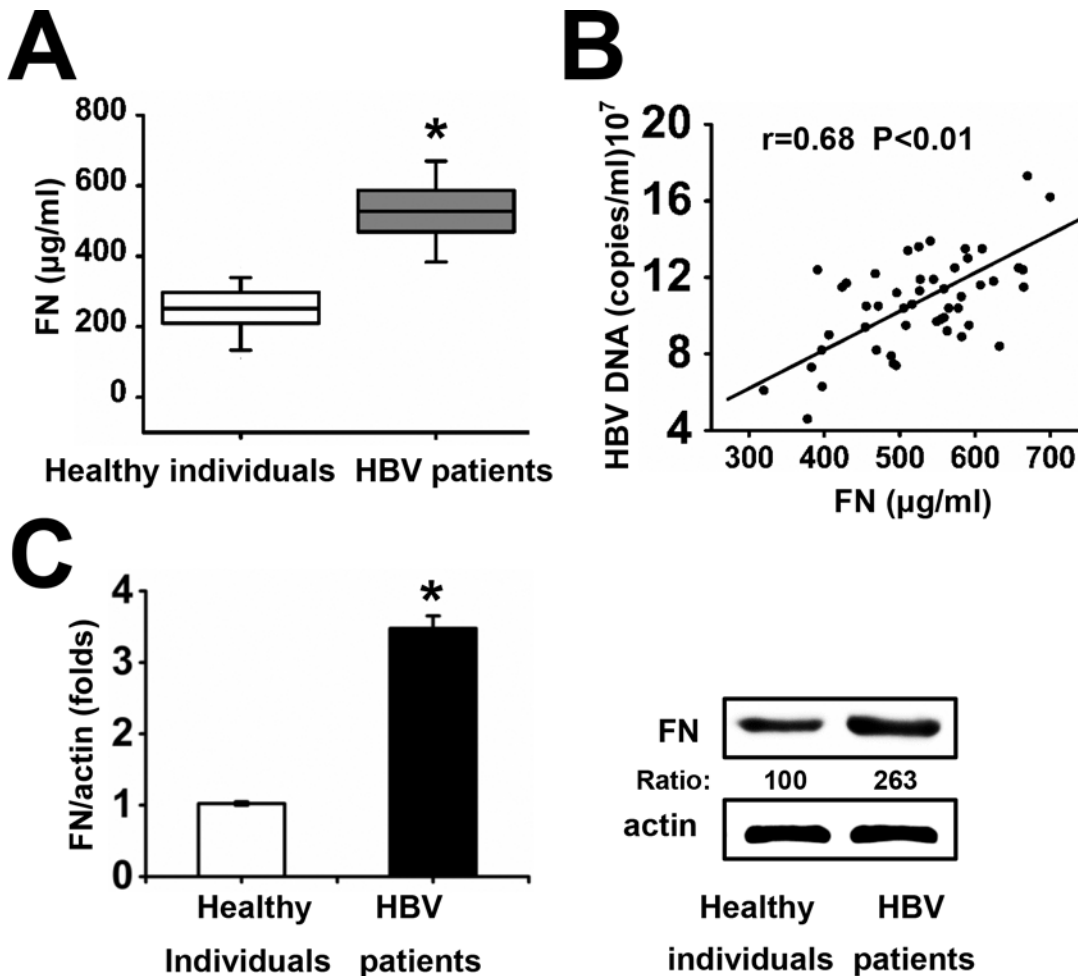 A
FN (µg/ml)
800
600
400
200
0
*
Healthy individuals
HBV patients
B
HBV DNA (copies/ml)10⁷
20
16
12
8
4
r=0.68 P<0.01
300 400 500 600 700
FN (µg/ml)
C
FN/actin (folds)
4
3
2
1
0
*
Healthy
Individuals
HBV
patients
FN
Ratio: 100 263
actin
Healthy
individuals
HBV
patients